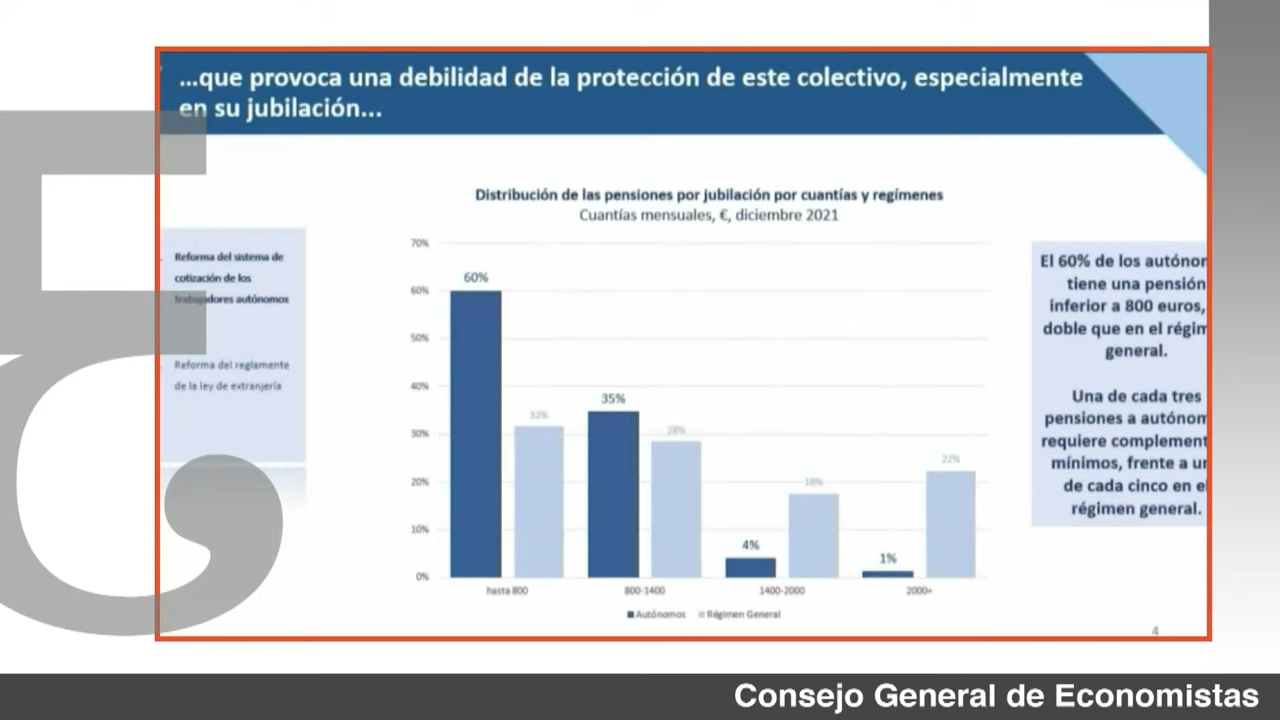 ...que provoca una debilidad de la protección de este colectivo, especialmente
en su jubilación...
Reforma del sistema de
cotización de los
trabajadores autónomos
Reforma del reglamente
de la ley de extranjería
Distribución de las pensiones por jubilación por cuantías y regímenes
Cuantías mensuales, €, diciembre 2021
70%
60%
50%
40%
30%
20%
10%
0%
60%
32%
35%
28%
4%
18%
1%
22%
hasta 800
800-1400
1400-2000
2000+
Autónomos
Régimen General
El 60% de los autónor
tiene una pensión
inferior a 800 euros,
doble que en el régim
general.
Una de cada tres
pensiones a autónom
requiere complement
mínimos, frente a ur
de cada cinco en el
régimen general.
4
Consejo General de Economistas